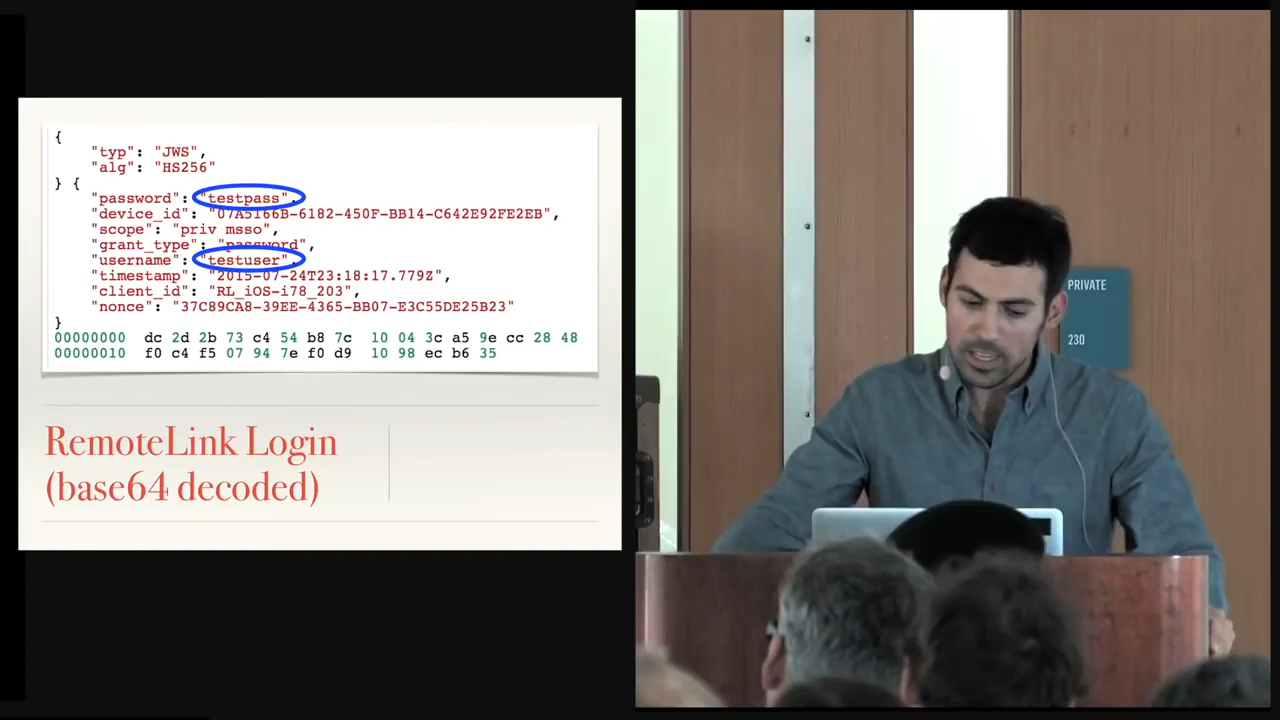 {
"typ": "JWS",
"alg": "HS256"
} {
"password": "testpass",
"device_id": "07A5166B-6182-450F-BB14-C642E92FE2EB",
"scope": "priv msso",
"grant_type": "password",
"username": "testuser",
"timestamp": "2015-07-24T23:18:17.779Z",
"client_id": "RL_iOS-i78_203",
"nonce": "37C89CA8-39EE-4365-BB07-E3C55DE25B23"
}
00000000 dc 2d 2b 73 c4 54 b8 7c 10 04 3c a5 9e cc 28 48
00000010 f0 c4 f5 07 94 7e f0 d9 10 98 ec b6 35
RemoteLink Login
(base64 decoded)
PRIVATE
230